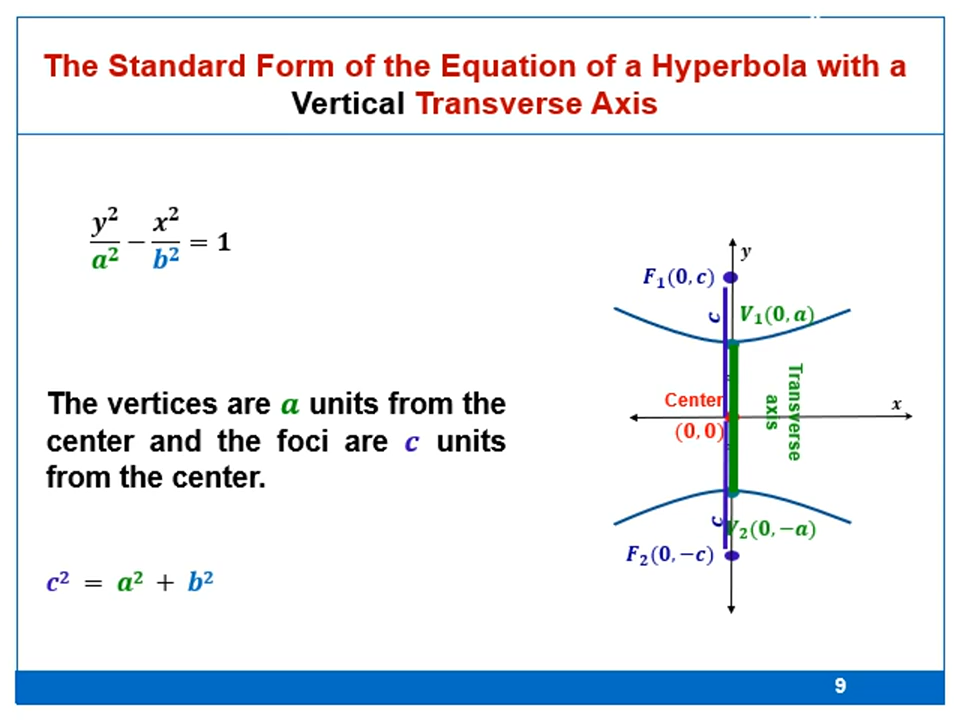 The Standard Form of the Equation of a Hyperbola with a
Vertical Transverse Axis
y²/a² − x²/b² = 1
The vertices are a units from the
center and the foci are c units
from the center.
c² = a² + b²
y
F₁(0, c)
c
V₁(0, a)
Transverse
axis
Center
(0, 0)
x
c
V₂(0, −a)
F₂(0, −c)
9